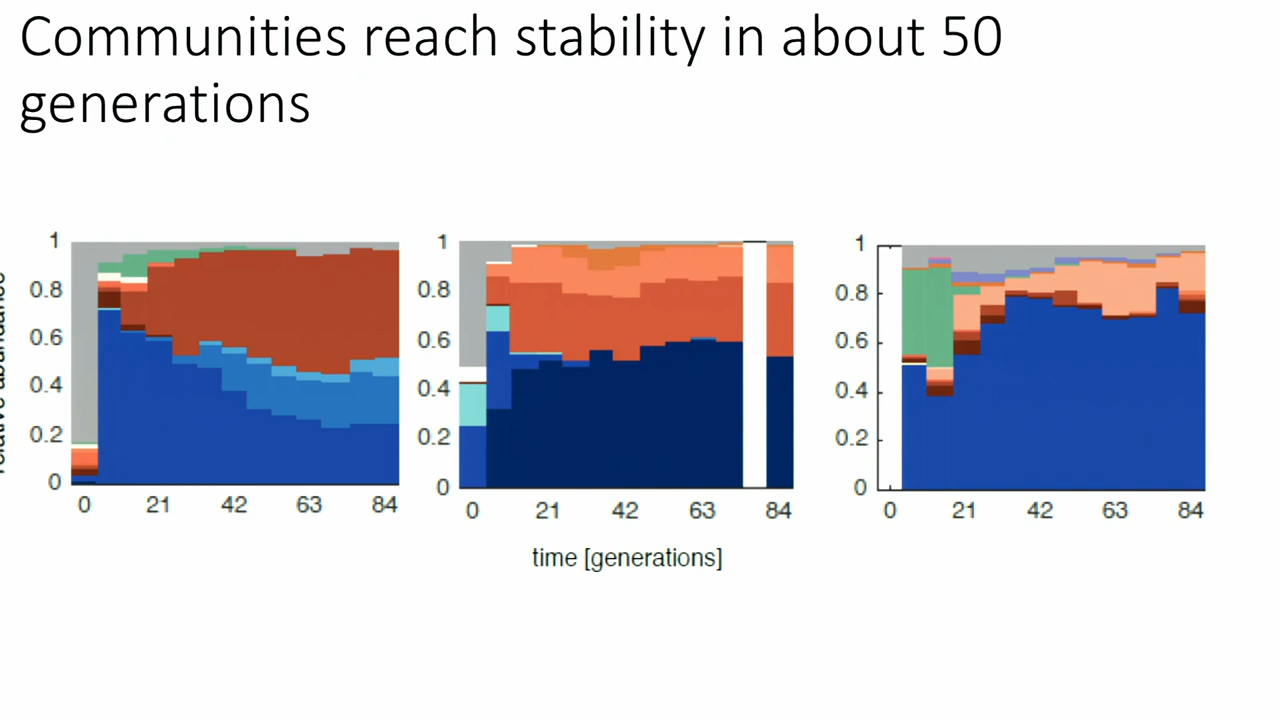 Communities reach stability in about 50
generations
relative abundance
1
0.8
0.6
0.4
0.2
0
0 21 42 63 84
1
0.8
0.6
0.4
0.2
0
0 21 42 63 84
1
0.8
0.6
0.4
0.2
0
0 21 42 63 84
time [generations]